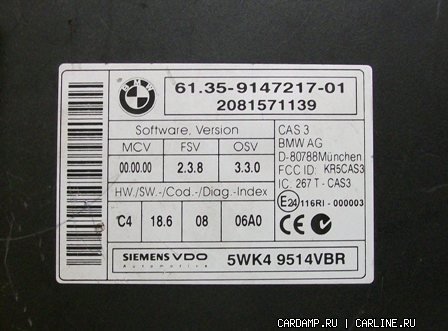 BMW
61.35-9147217-01
2081571139
Software, Version
MCV FSV OSV
00.00.00 2.3.8 3.3.0
HW./SW.-/Cod.-/Diag.-Index
C4 18.6 08 06A0
CAS 3
BMW AG
D-80788München
FCC ID: KR5CAS3
IC: 267 T - CAS3
E24 116RI - 000003
CE
SIEMENS VDO
Automotive
5WK4 9514VBR
CARDAMP.RU | CARLINE.RU